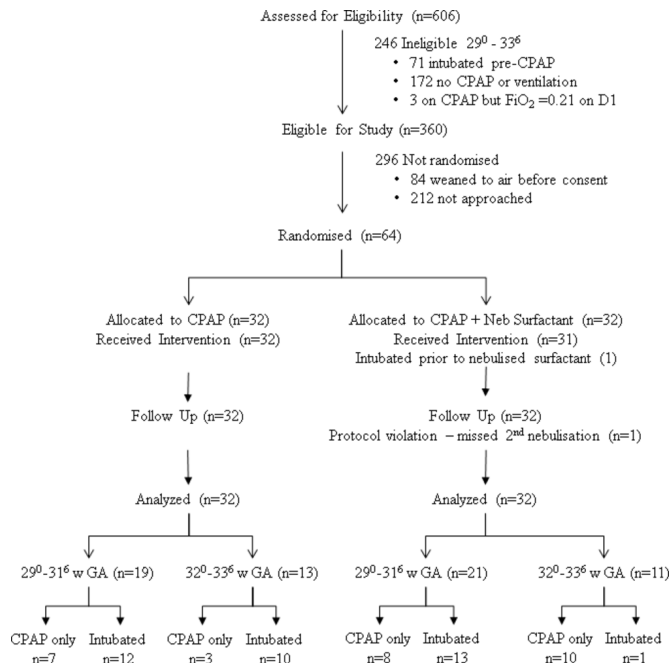 Assessed for Eligibility (n=606)
246 Ineligible 29⁰ - 33⁶
• 71 intubated pre-CPAP
• 172 no CPAP or ventilation
• 3 on CPAP but FiO₂ =0.21 on D1
Eligible for Study (n=360)
296 Not randomised
• 84 weaned to air before consent
• 212 not approached
Randomised (n=64)
Allocated to CPAP (n=32)
Received Intervention (n=32)
Allocated to CPAP + Neb Surfactant (n=32)
Received Intervention (n=31)
Intubated prior to nebulised surfactant (1)
Follow Up (n=32)
Follow Up (n=32)
Protocol violation – missed 2ⁿᵈ nebulisation (n=1)
Analyzed (n=32)
Analyzed (n=32)
29⁰-31⁶ w GA (n=19)
32⁰-33⁶ w GA (n=13)
29⁰-31⁶ w GA (n=21)
32⁰-33⁶ w GA (n=11)
CPAP only
n=7
Intubated
n=12
CPAP only
n=3
Intubated
n=10
CPAP only
n=8
Intubated
n=13
CPAP only
n=10
Intubated
n=1